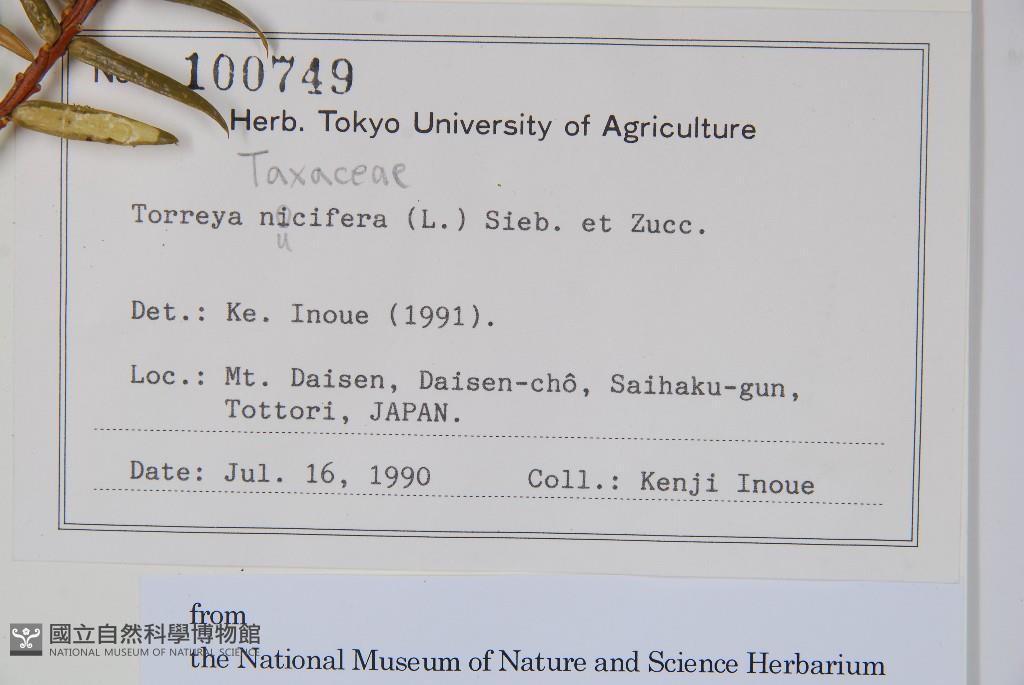 No. 100749
Herb. Tokyo University of Agriculture
Taxaceae
Torreya nicifera (L.) Sieb. et Zucc.
u
Det.: Ke. Inoue (1991).
Loc.: Mt. Daisen, Daisen-chô, Saihaku-gun,
Tottori, JAPAN.
Date: Jul. 16, 1990 Coll.: Kenji Inoue
from
the National Museum of Nature and Science Herbarium
國立自然科學博物館
NATIONAL MUSEUM OF NATURAL SCIENCE